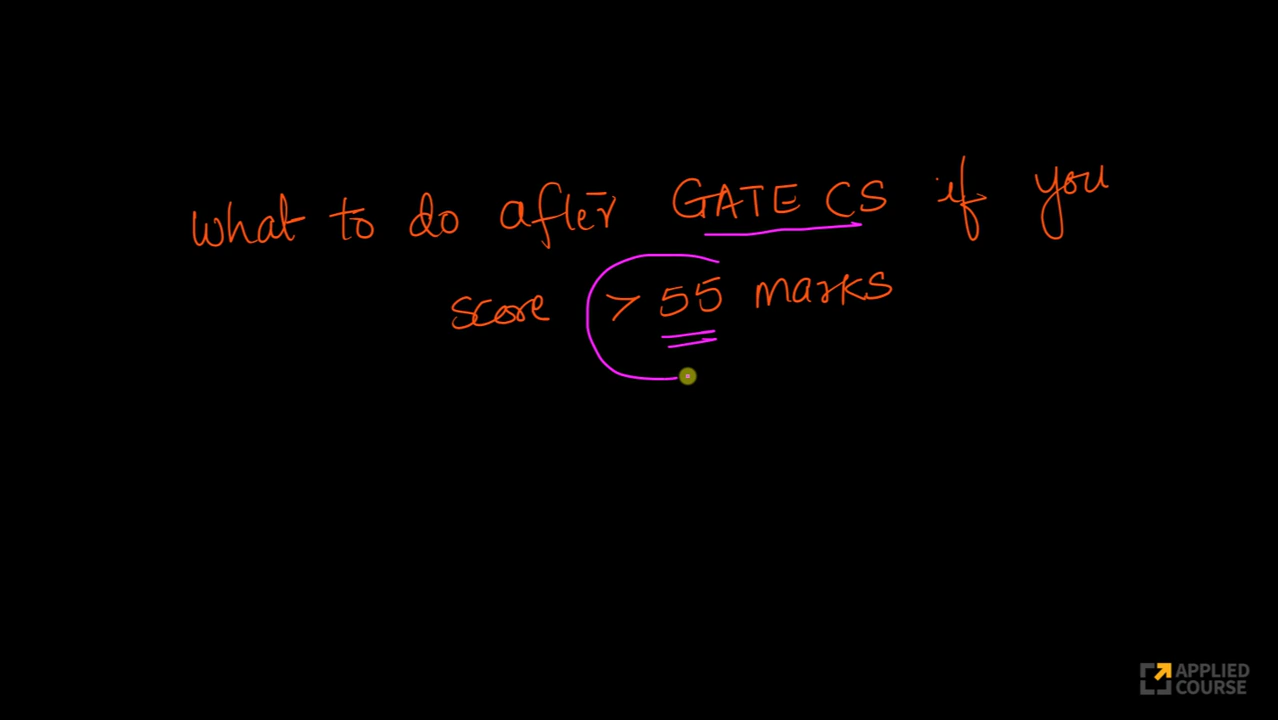 What to do after GATE CS if you
score > 55 marks
APPLIED
COURSE